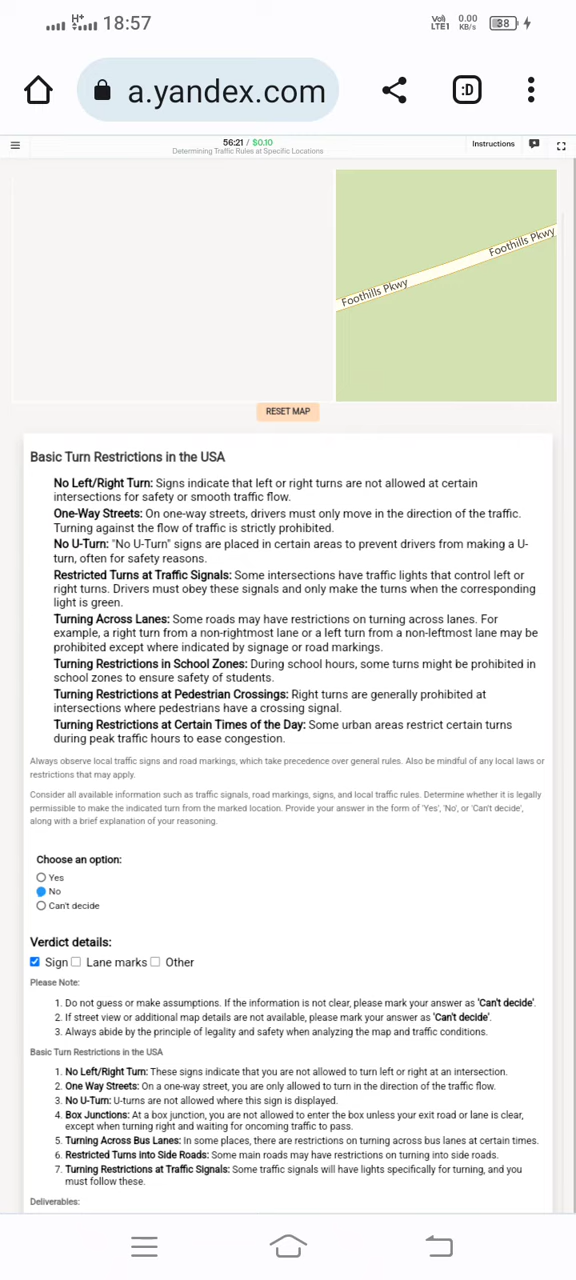 H+ 18:57 Vo) LTE1 0.00 KB/s 38
a.yandex.com :D
56:21 / $0.10
Determining Traffic Rules at Specific Locations
Instructions
Foothills Pkwy
Foothills Pkwy
RESET MAP
Basic Turn Restrictions in the USA
No Left/Right Turn: Signs indicate that left or right turns are not allowed at certain
intersections for safety or smooth traffic flow.
One-Way Streets: On one-way streets, drivers must only move in the direction of the traffic.
Turning against the flow of traffic is strictly prohibited.
No U-Turn: "No U-Turn" signs are placed in certain areas to prevent drivers from making a U-
turn, often for safety reasons.
Restricted Turns at Traffic Signals: Some intersections have traffic lights that control left or
right turns. Drivers must obey these signals and only make the turns when the corresponding
light is green.
Turning Across Lanes: Some roads may have restrictions on turning across lanes. For
example, a right turn from a non-rightmost lane or a left turn from a non-leftmost lane may be
prohibited except where indicated by signage or road markings.
Turning Restrictions in School Zones: During school hours, some turns might be prohibited in
school zones to ensure safety of students.
Turning Restrictions at Pedestrian Crossings: Right turns are generally prohibited at
intersections where pedestrians have a crossing signal.
Turning Restrictions at Certain Times of the Day: Some urban areas restrict certain turns
during peak traffic hours to ease congestion.
Always observe local traffic signs and road markings, which take precedence over general rules. Also be mindful of any local laws or
restrictions that may apply.
Consider all available information such as traffic signals, road markings, signs, and local traffic rules. Determine whether it is legally
permissible to make the indicated turn from the marked location. Provide your answer in the form of 'Yes', 'No', or 'Can't decide',
along with a brief explanation of your reasoning.
Choose an option:
Yes
No
Can't decide
Verdict details:
Sign Lane marks Other
Please Note:
1. Do not guess or make assumptions. If the information is not clear, please mark your answer as 'Can't decide'.
2. If street view or additional map details are not available, please mark your answer as 'Can't decide'.
3. Always abide by the principle of legality and safety when analyzing the map and traffic conditions.
Basic Turn Restrictions in the USA
1. No Left/Right Turn: These signs indicate that you are not allowed to turn left or right at an intersection.
2. One Way Streets: On a one-way street, you are only allowed to turn in the direction of the traffic flow.
3. No U-Turn: U-turns are not allowed where this sign is displayed.
4. Box Junctions: At a box junction, you are not allowed to enter the box unless your exit road or lane is clear,
except when turning right and waiting for oncoming traffic to pass.
5. Turning Across Bus Lanes: In some places, there are restrictions on turning across bus lanes at certain times.
6. Restricted Turns into Side Roads: Some main roads may have restrictions on turning into side roads.
7. Turning Restrictions at Traffic Signals: Some traffic signals will have lights specifically for turning, and you
must follow these.
Deliverables: